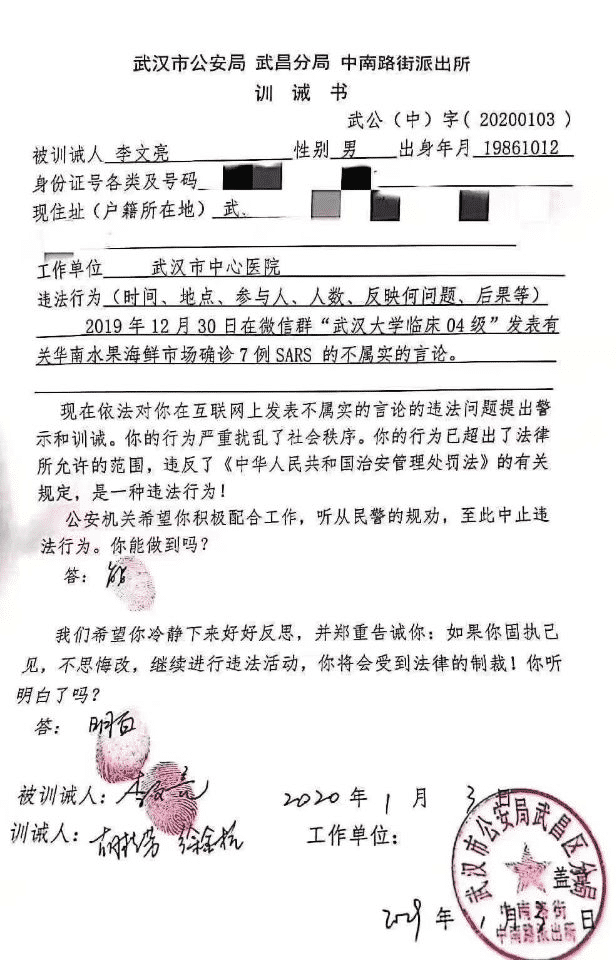 武汉市公安局 武昌分局 中南路街派出所
训 诫 书
武公(中)字( 20200103 )
被训诫人 李文亮 性别 男 出身年月 19861012
身份证号各类及号码
现住址(户籍所在地) 武、
工作单位 武汉市中心医院
违法行为(时间、地点、参与人、人数、反映何问题、后果等)
2019 年 12 月 30 日在微信群“武汉大学临床 04 级”发表有
关华南水果海鲜市场确诊 7 例 SARS 的不属实的言论。
现在依法对你在互联网上发表不属实的言论的违法问题提出警
示和训诫。你的行为严重扰乱了社会秩序。你的行为已超出了法律
所允许的范围,违反了《中华人民共和国治安管理处罚法》的有关
规定,是一种违法行为!
公安机关希望你积极配合工作,听从民警的规劝,至此中止违
法行为。你能做到吗?
答: 能
我们希望你冷静下来好好反思,并郑重告诫你:如果你固执己
见,不思悔改,继续进行违法活动,你将会受到法律的制裁!你听
明白了吗?
答: 明白
被训诫人: 李文亮 2020 年 1 月 3 日
训诫人: 胡桂芳 徐金杭 工作单位:
武汉市公安局武昌区分局
盖章
中南路街
中南路派出所
年 1 月 3 日